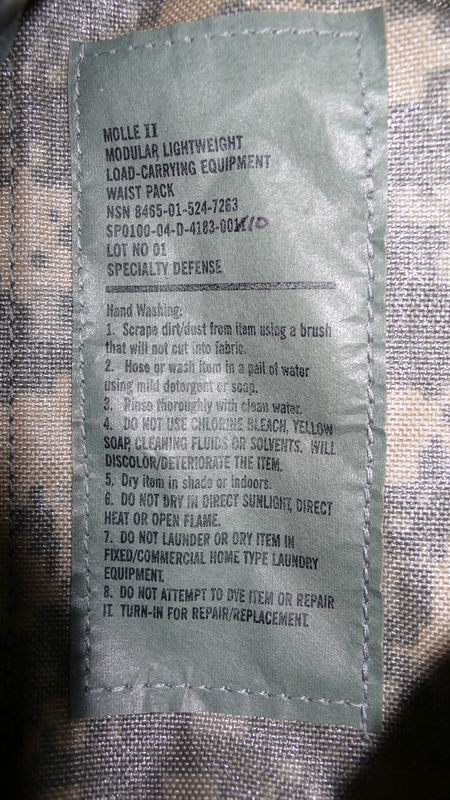 MOLLE II
MODULAR LIGHTWEIGHT
LOAD-CARRYING EQUIPMENT
WAIST PACK
NSN 8465-01-524-7263
SP0100-04-D-4183-00
LOT NO 01
SPECIALTY DEFENSE
Hand Washing:
1. Scrape dirt/dust from item using a brush
that will not cut into fabric.
2. Hose or wash item in a pail of water
using mild detergent or soap.
3. Rinse thoroughly with clean water.
4. DO NOT USE CHLORINE BLEACH, YELLOW
SOAP, CLEANING FLUIDS OR SOLVENTS. WILL
DISCOLOR/DETERIORATE THE ITEM.
5. Dry item in shade or indoors.
6. DO NOT DRY IN DIRECT SUNLIGHT, DIRECT
HEAT OR OPEN FLAME.
7. DO NOT LAUNDER OR DRY ITEM IN
FIXED/COMMERCIAL HOME TYPE LAUNDRY
EQUIPMENT.
8. DO NOT ATTEMPT TO DYE ITEM OR REPAIR
IT. TURN-IN FOR REPAIR/REPLACEMENT.